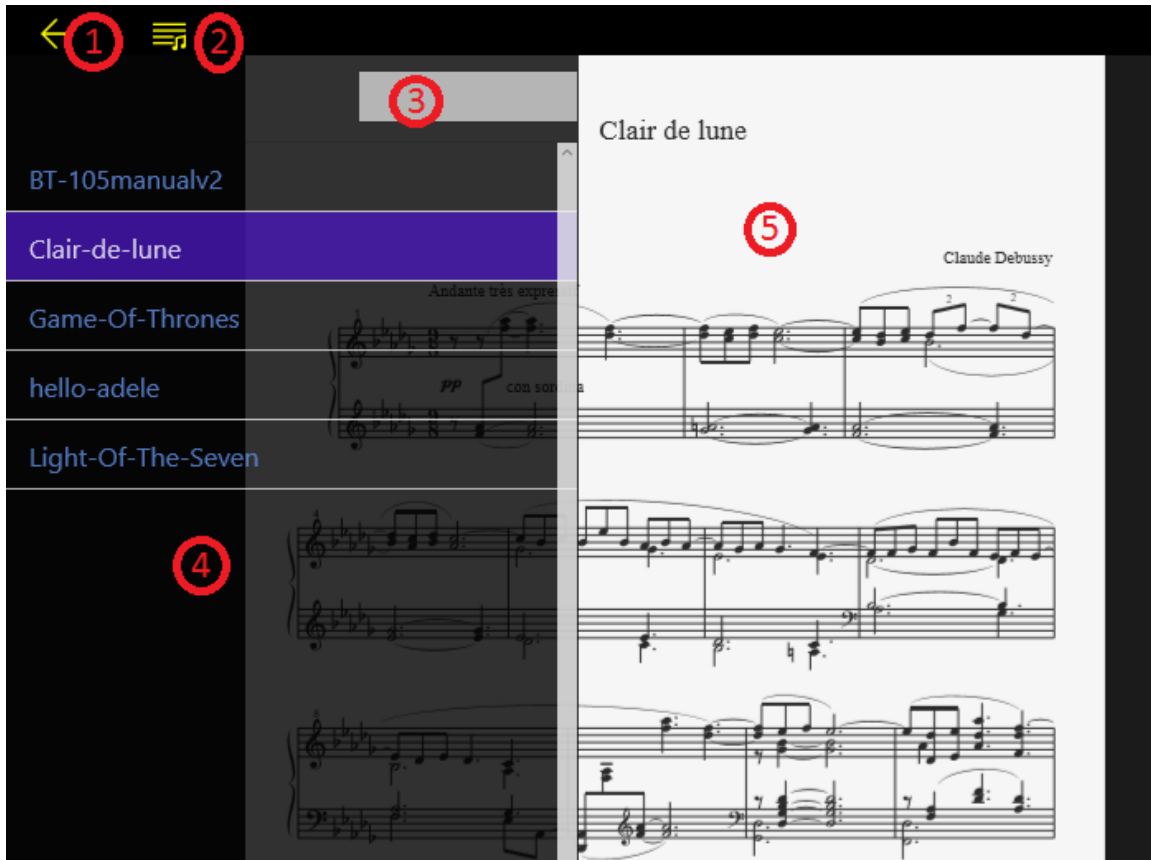 1 2
3
Clair de lune
BT-105manualv2
5
Clair-de-lune
Claude Debussy
Andante très expressif
Game-Of-Thrones
2 2
pp con sordina
hello-adele
Light-Of-The-Seven
4
4